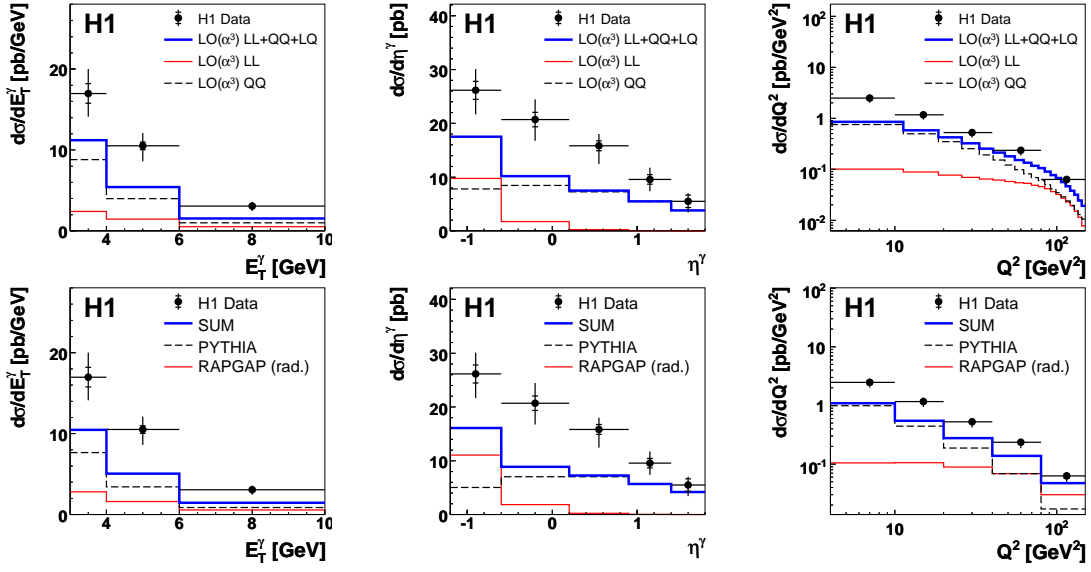 H1
H1 Data
LO(α³) LL+QQ+LQ
LO(α³) LL
LO(α³) QQ
dσ/dE_T^γ [pb/GeV]
20
10
0
4 6 8 10
E_T^γ [GeV]
H1
H1 Data
LO(α³) LL+QQ+LQ
LO(α³) LL
LO(α³) QQ
dσ/dη^γ [pb]
40
30
20
10
0
-1 0 1
η^γ
H1
H1 Data
LO(α³) LL+QQ+LQ
LO(α³) LL
LO(α³) QQ
dσ/dQ² [pb/GeV²]
10²
10
1
10⁻¹
10⁻²
10 10²
Q² [GeV²]
H1
H1 Data
SUM
PYTHIA
RAPGAP (rad.)
dσ/dE_T^γ [pb/GeV]
20
10
0
4 6 8 10
E_T^γ [GeV]
H1
H1 Data
SUM
PYTHIA
RAPGAP (rad.)
dσ/dη^γ [pb]
40
30
20
10
0
-1 0 1
η^γ
H1
H1 Data
SUM
PYTHIA
RAPGAP (rad.)
dσ/dQ² [pb/GeV²]
10²
10
1
10⁻¹
10 10²
Q² [GeV²]